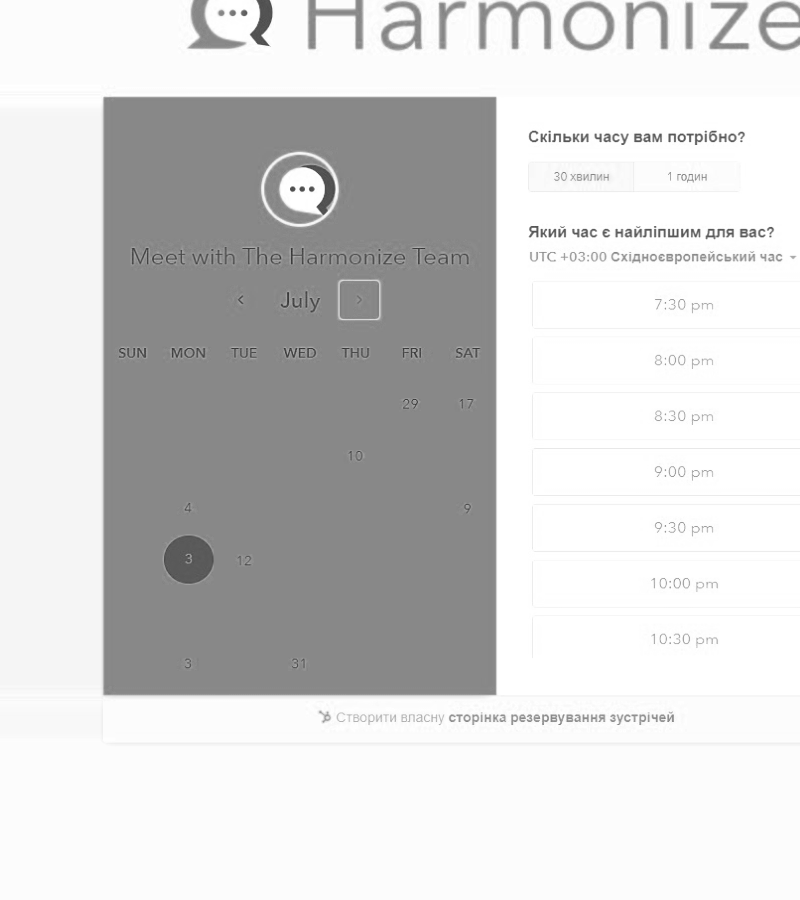 Harmonize
Meet with The Harmonize Team
July
SUN MON TUE WED THU FRI SAT
29 17
10
4 9
3 12
3 31
Скільки часу вам потрібно?
30 хвилин 1 годин
Який час є найліпшим для вас?
UTC +03:00 Східноєвропейський час
7:30 pm
8:00 pm
8:30 pm
9:00 pm
9:30 pm
10:00 pm
10:30 pm
Створити власну сторінка резервування зустрічей